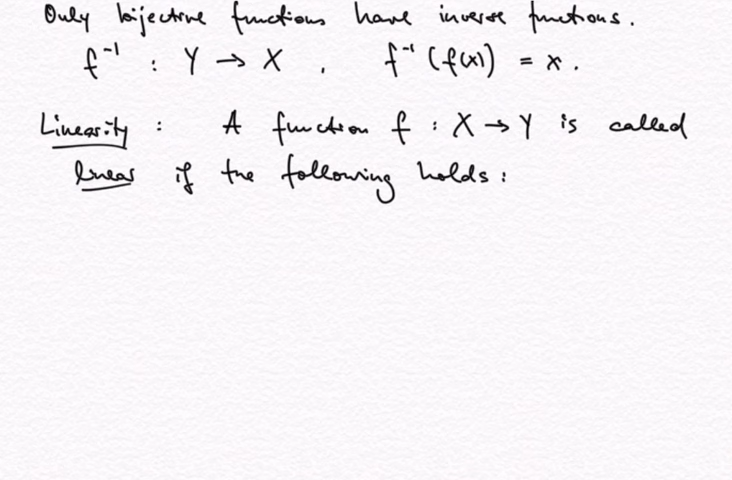 Only bijective functions have inverse functions.
f⁻¹ : Y → X , f⁻¹(f(x)) = x.
Linearity : A function f : X → Y is called
linear if the following holds :